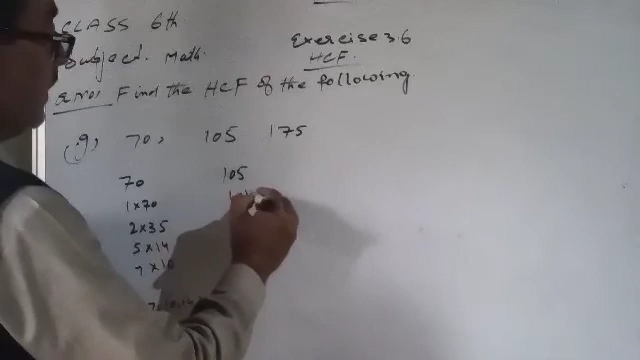 CLASS 6th
Subject. Math.
Exercise 3.6
HCF.
Find the HCF of the following
(g), 70, 105 175
70 105
1×70
2×35
5×14
7×10